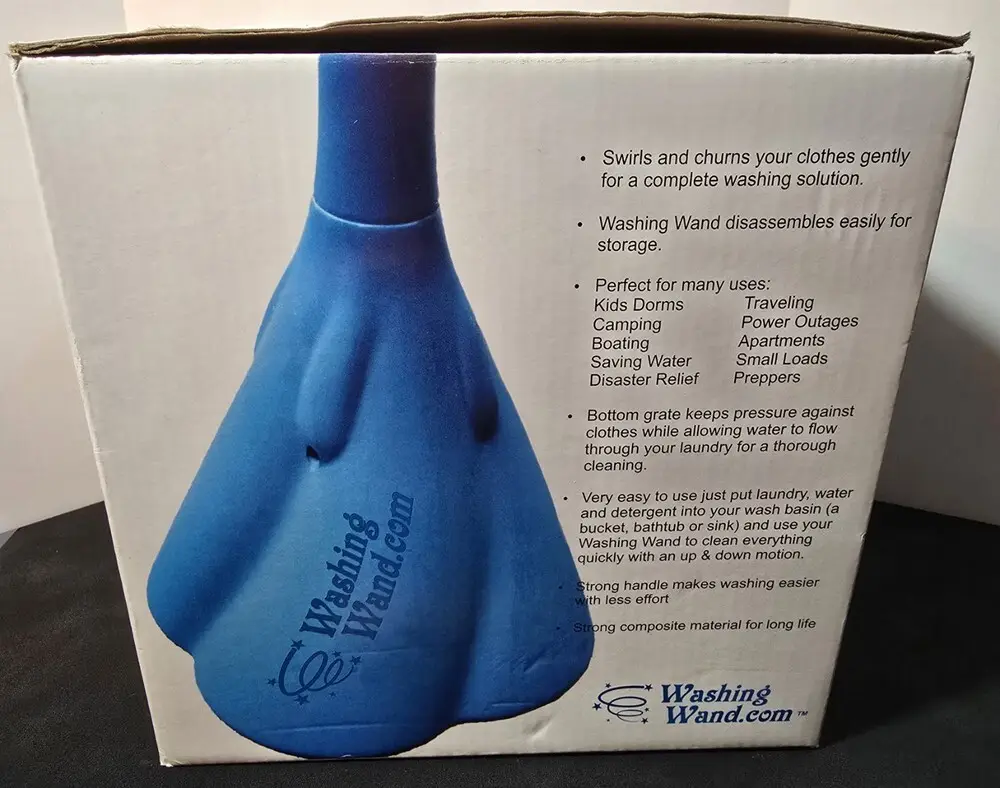 • Swirls and churns your clothes gently
for a complete washing solution.
• Washing Wand disassembles easily for
storage.
• Perfect for many uses:
Kids Dorms Traveling
Camping Power Outages
Boating Apartments
Saving Water Small Loads
Disaster Relief Preppers
• Bottom grate keeps pressure against
clothes while allowing water to flow
through your laundry for a thorough
cleaning.
• Very easy to use just put laundry, water
and detergent into your wash basin (a
bucket, bathtub or sink) and use your
Washing Wand to clean everything
quickly with an up & down motion.
• Strong handle makes washing easier
with less effort
• Strong composite material for long life
Washing
Wand.com
Washing
Wand.com™